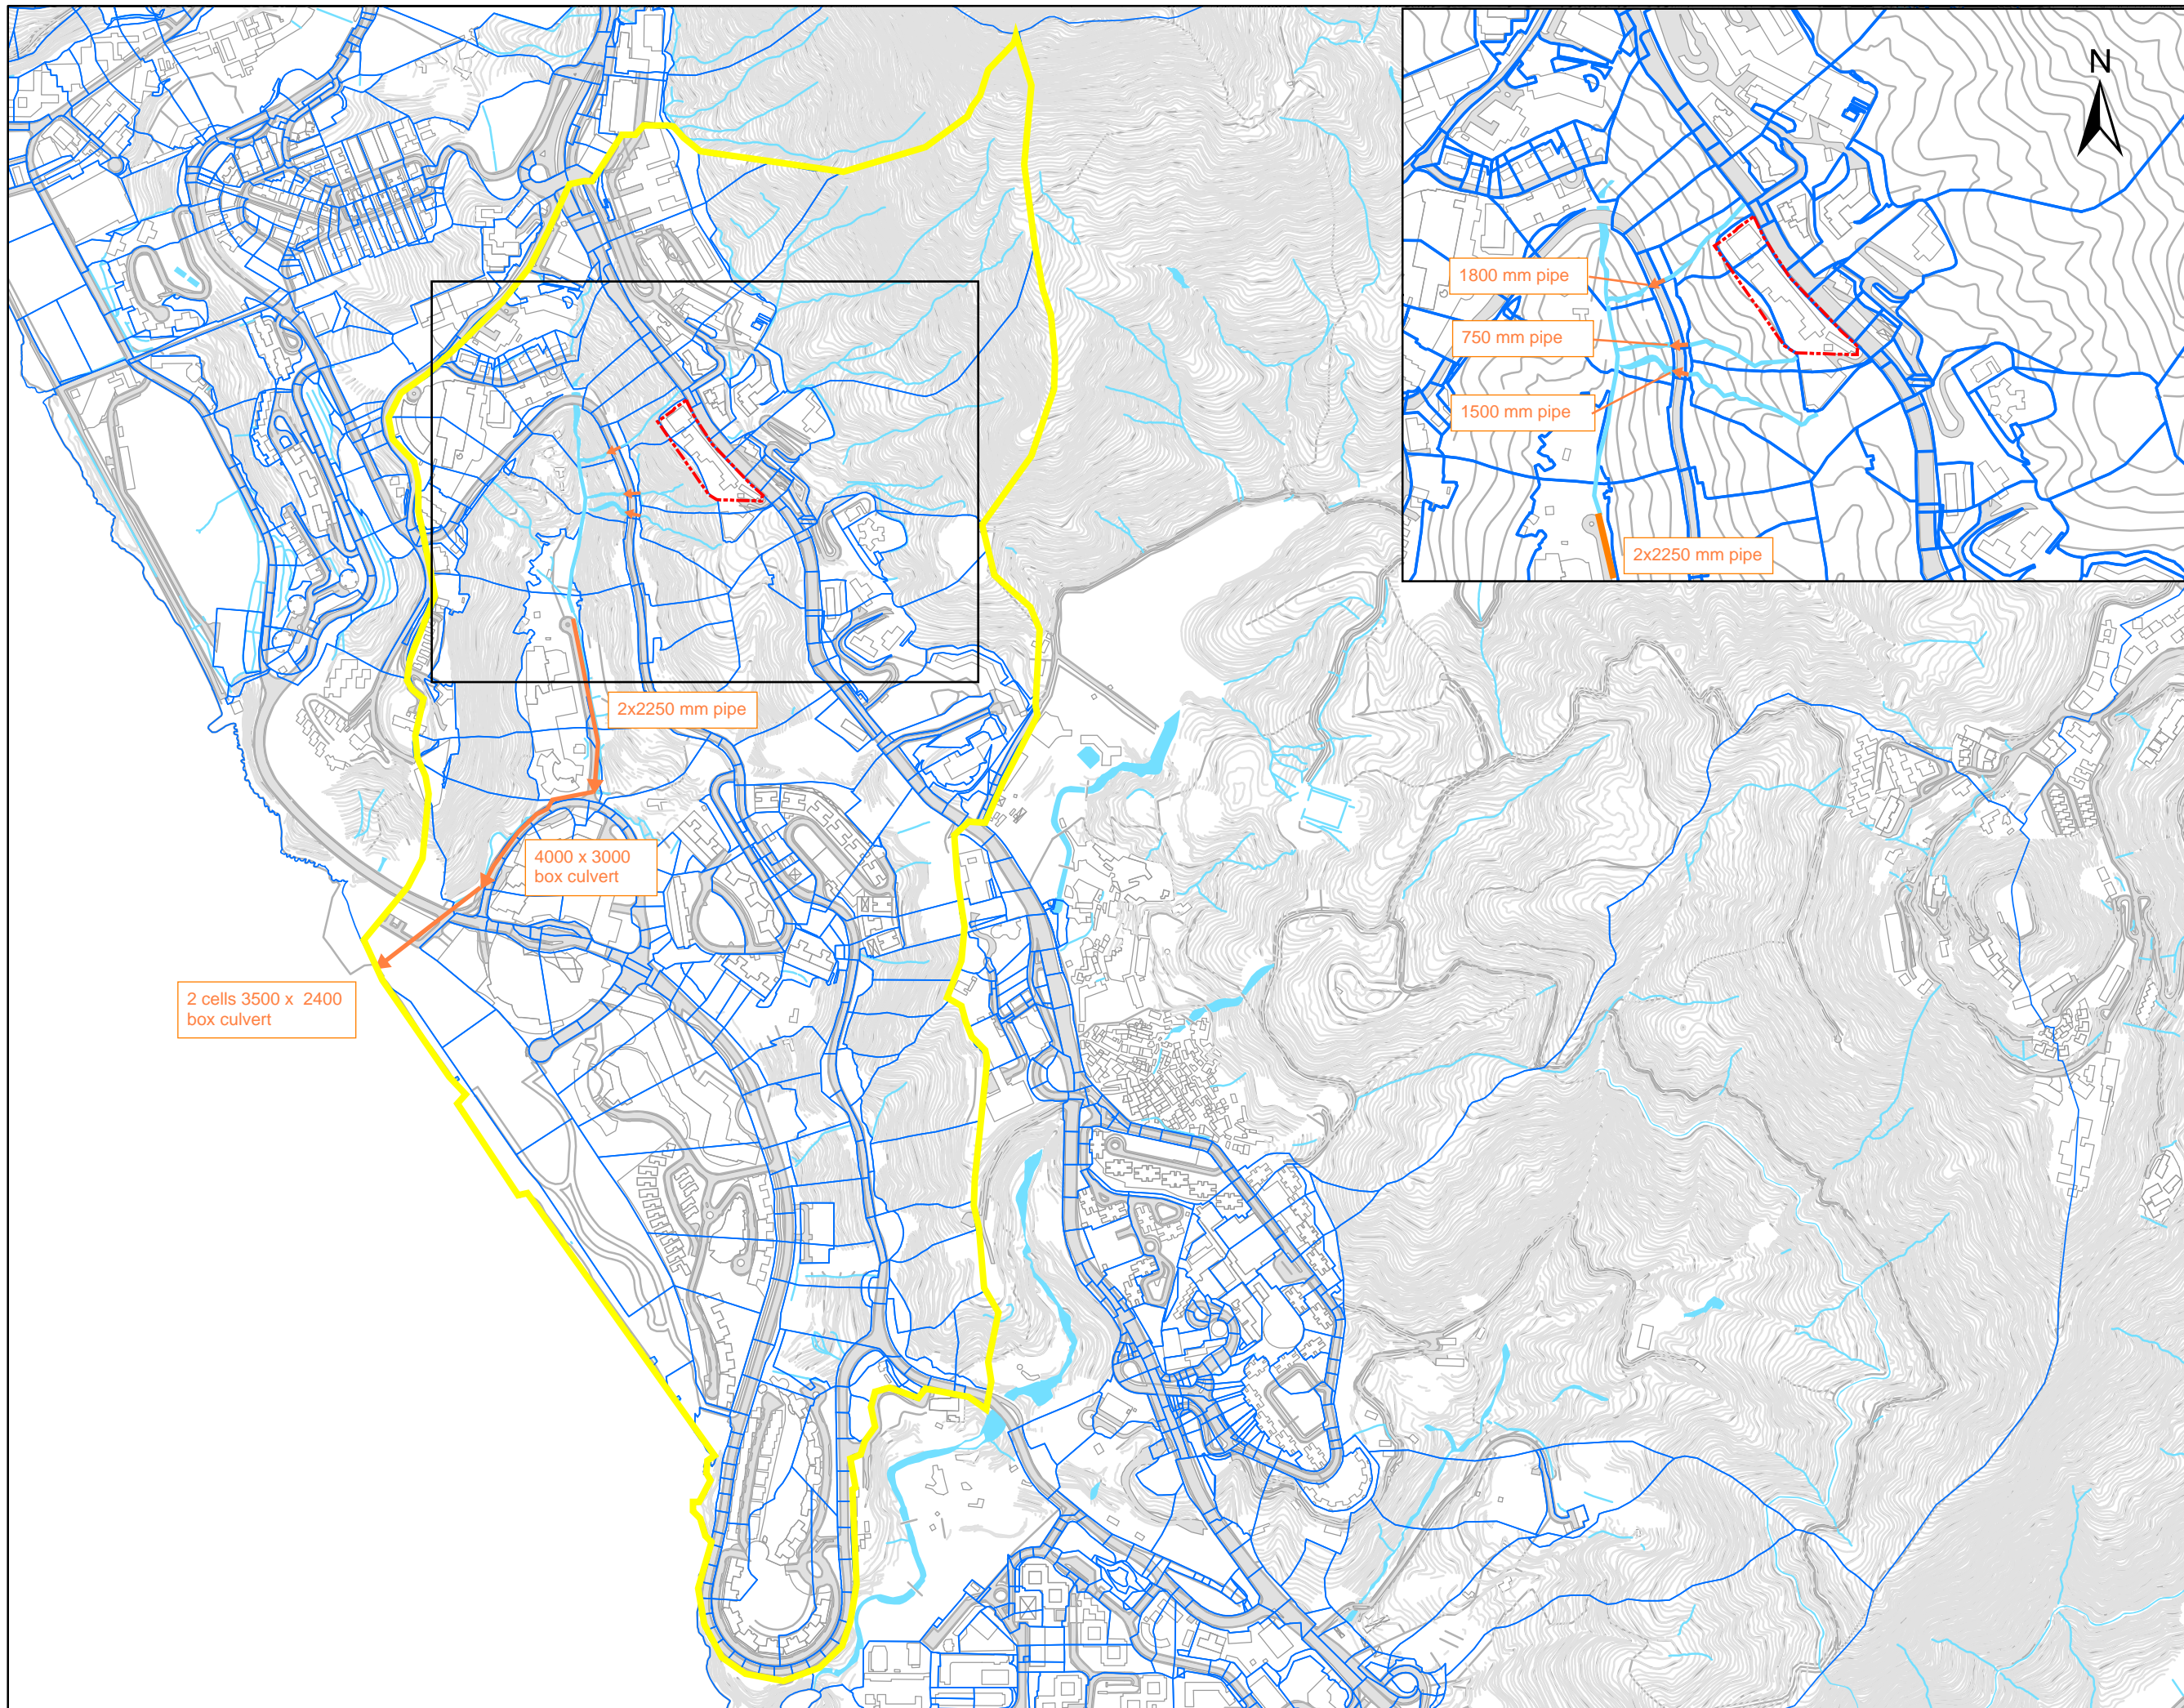 N
1800 mm pipe
750 mm pipe
1500 mm pipe
2x2250 mm pipe
2x2250 mm pipe
4000 x 3000
box culvert
2 cells 3500 x 2400
box culvert